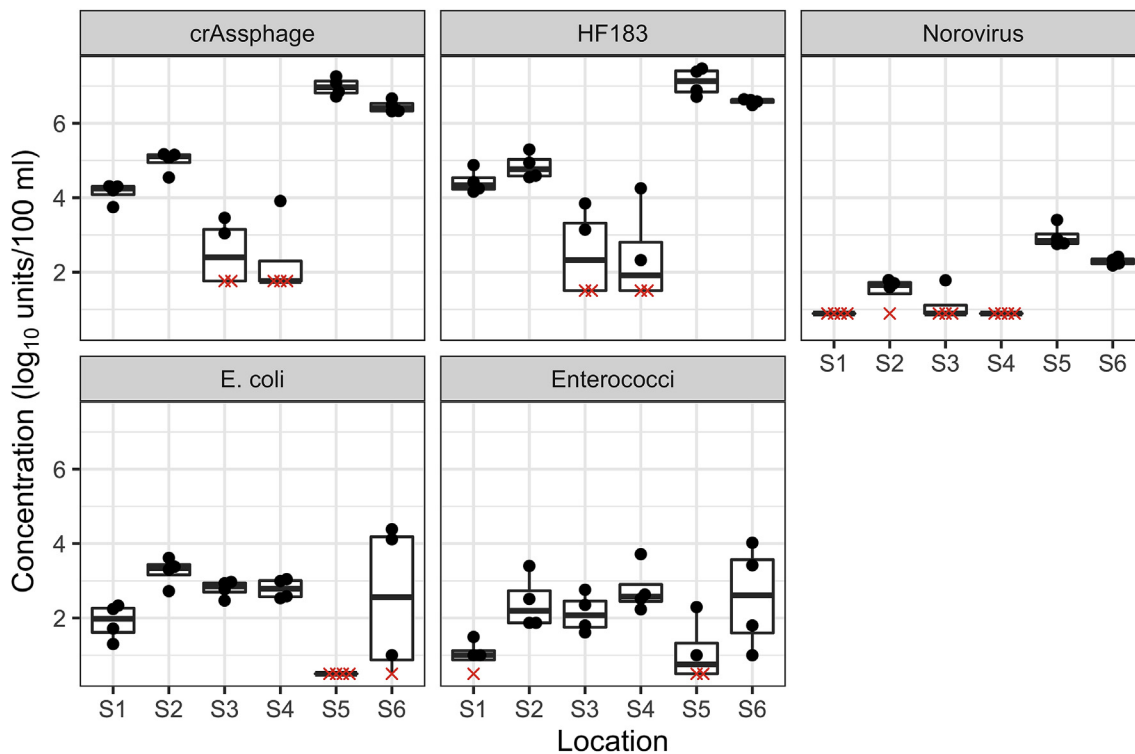 crAssphage HF183 Norovirus
6
4
2
S1 S2 S3 S4 S5 S6
E. coli Enterococci
6
4
2
S1 S2 S3 S4 S5 S6 S1 S2 S3 S4 S5 S6
Location
Concentration (log₁₀ units/100 ml)